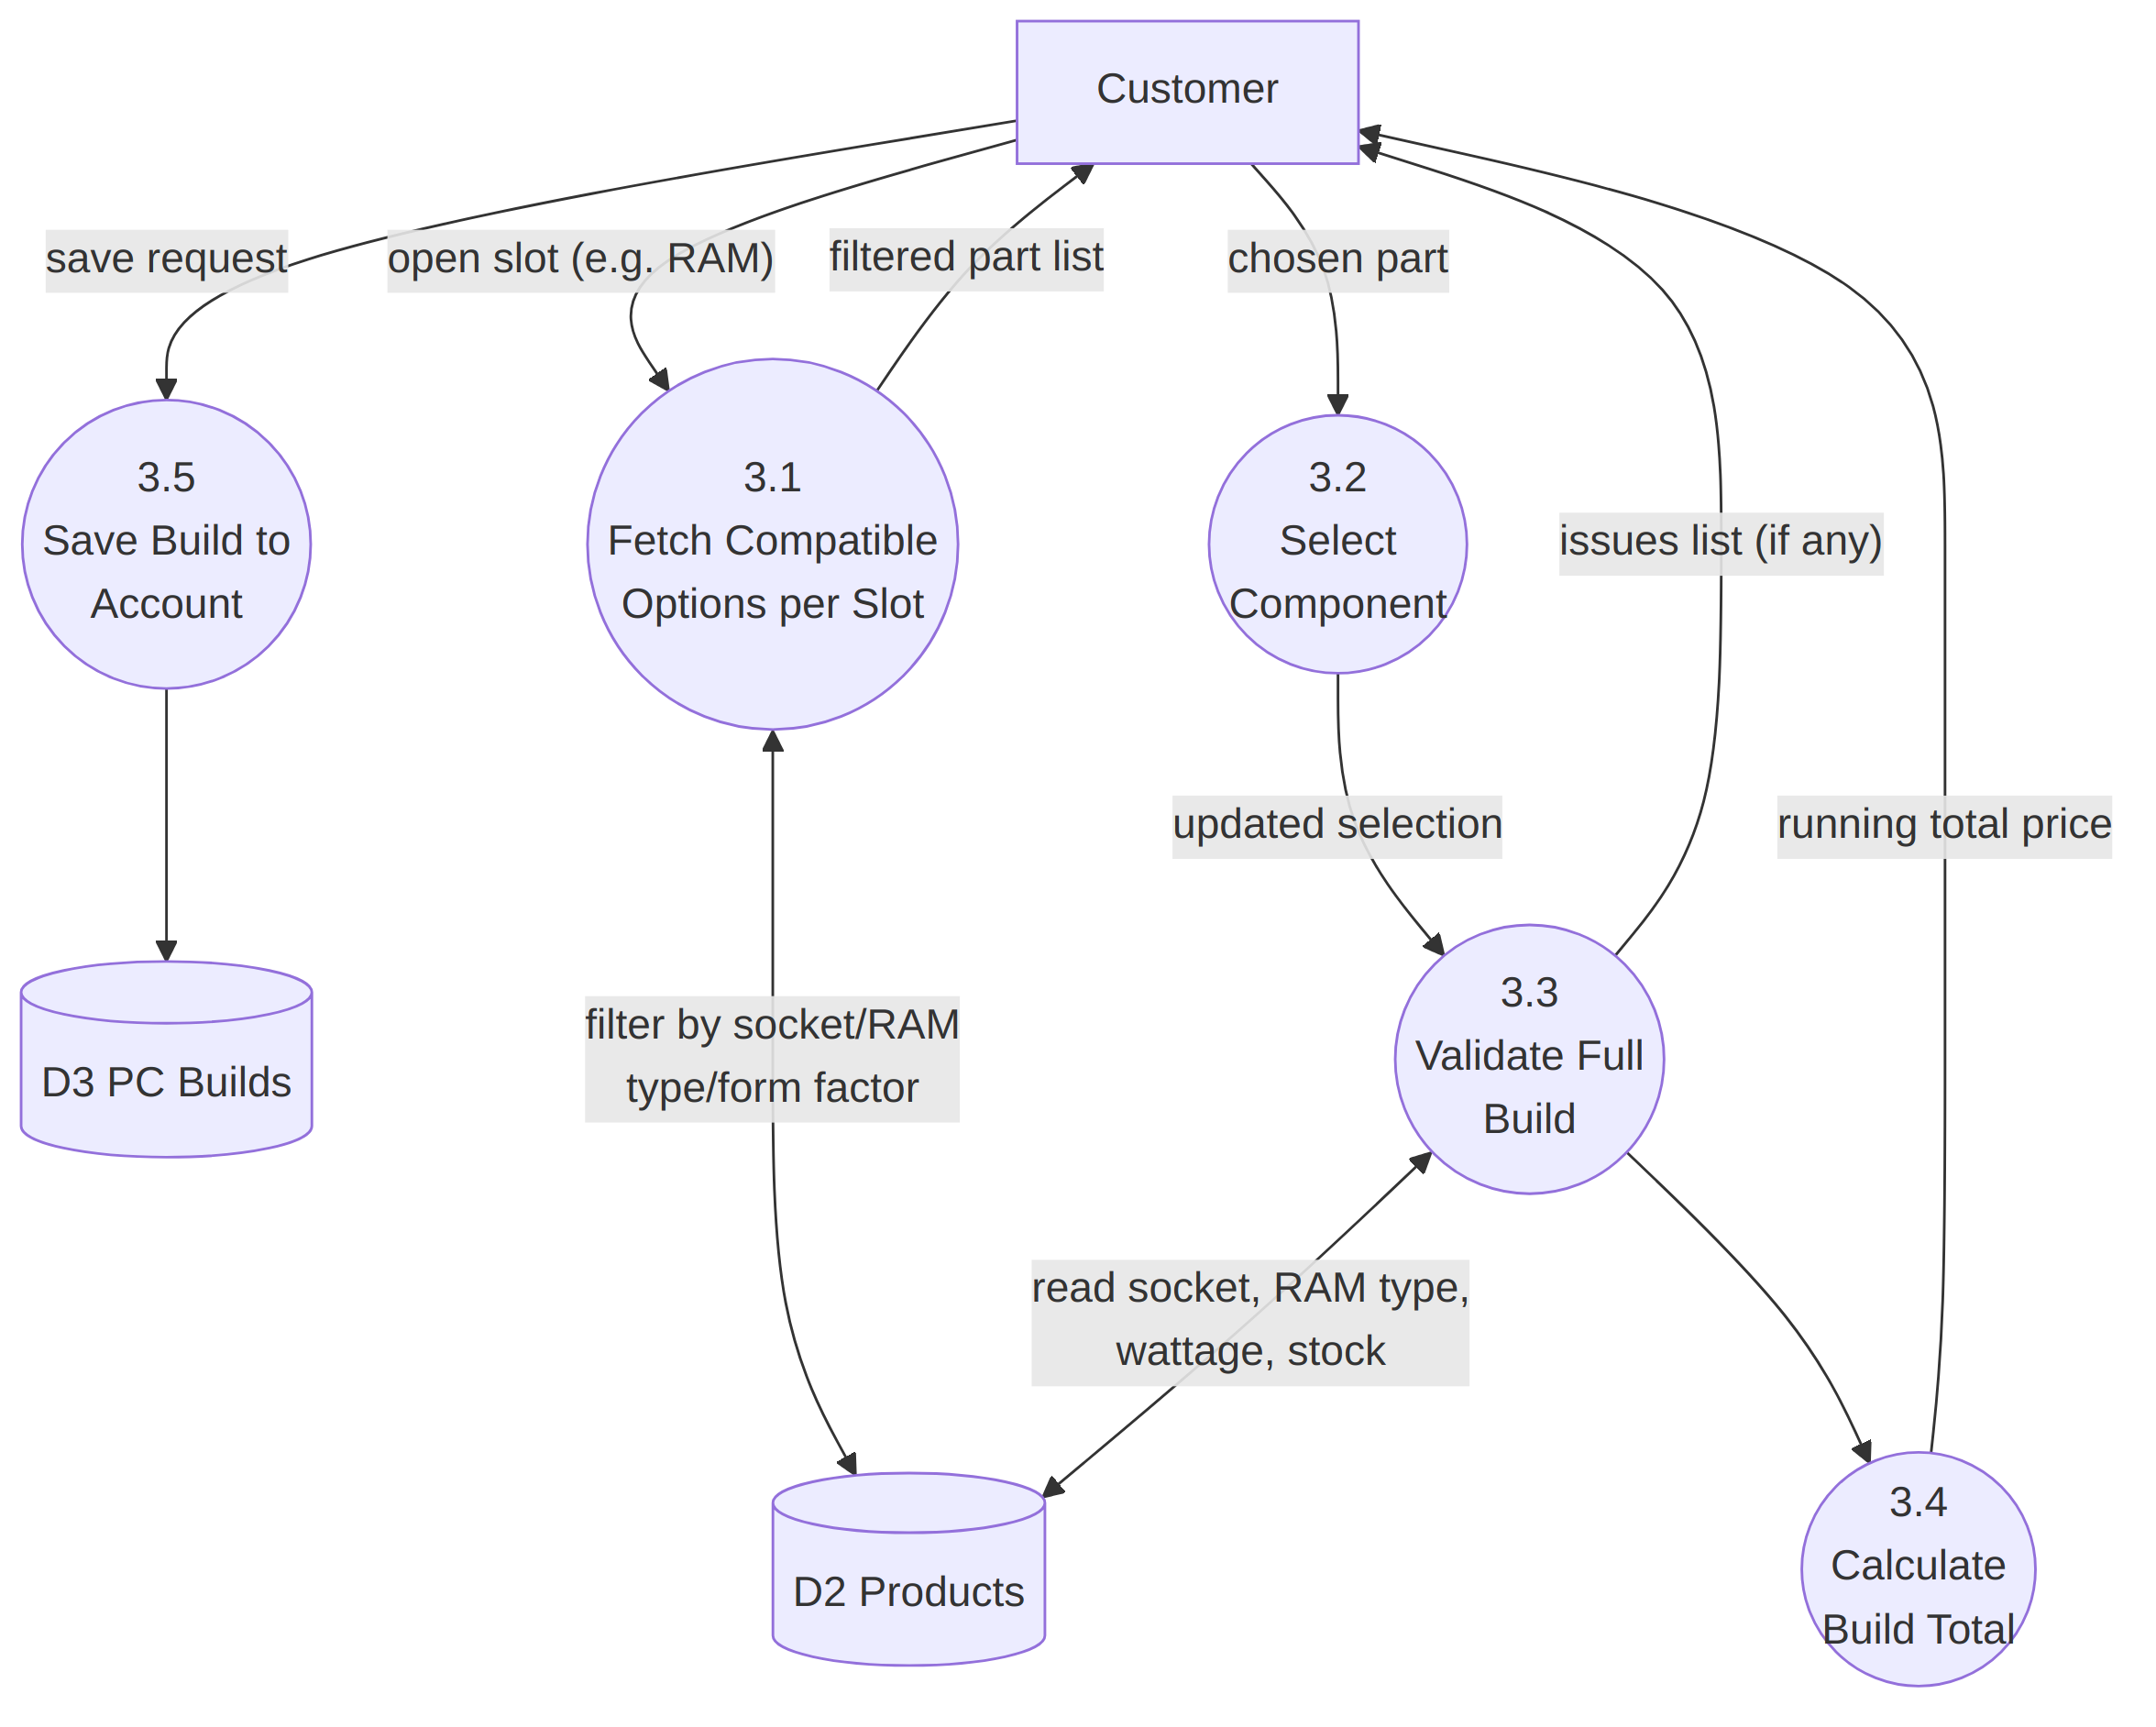 Customer
save request
open slot (e.g. RAM)
filtered part list
chosen part
3.5
Save Build to
Account
3.1
Fetch Compatible
Options per Slot
3.2
Select
Component
issues list (if any)
updated selection
running total price
D3 PC Builds
filter by socket/RAM
type/form factor
3.3
Validate Full
Build
read socket, RAM type,
wattage, stock
D2 Products
3.4
Calculate
Build Total